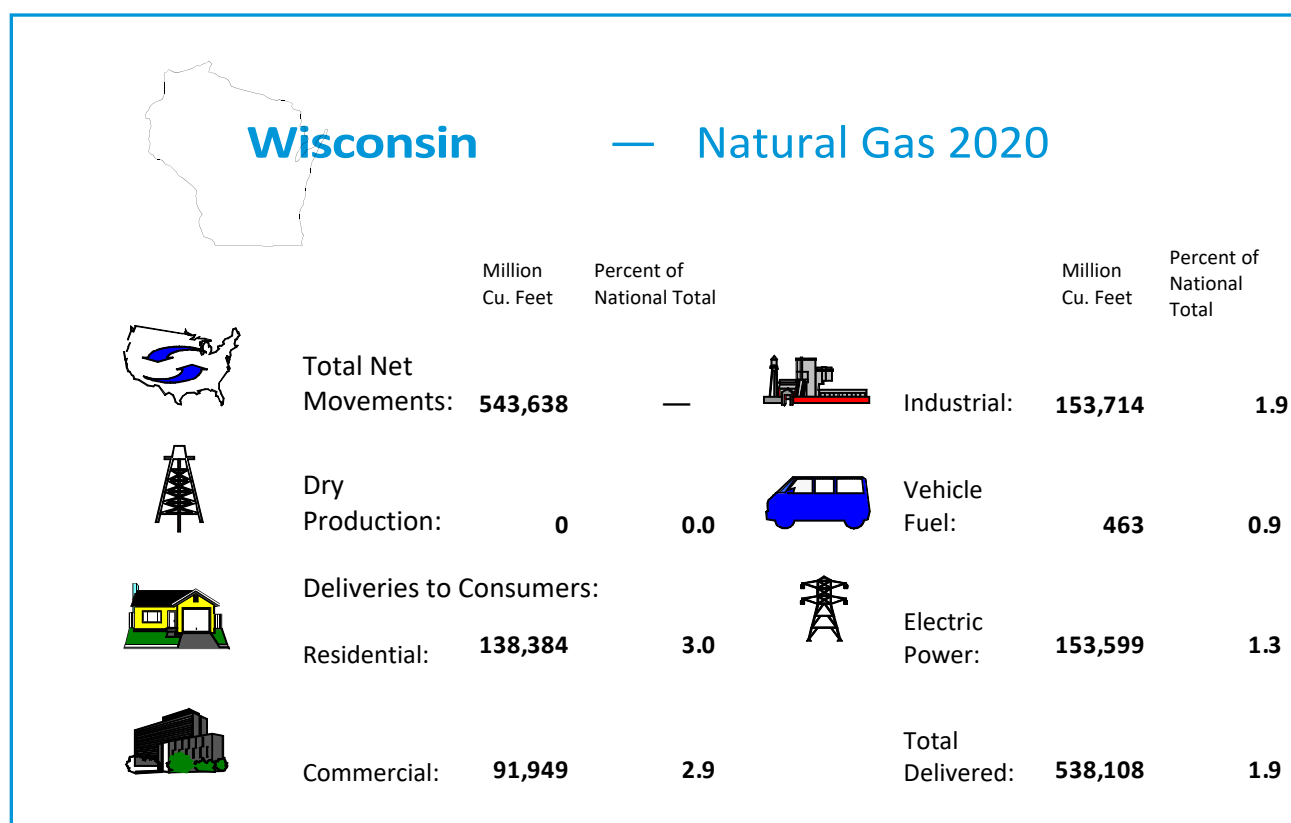 Wisconsin — Natural Gas 2020
Million
Cu. Feet
Percent of
National Total
Million
Cu. Feet
Percent of
National
Total
Total Net
Movements: 543,638 —
Industrial: 153,714 1.9
Dry
Production: 0 0.0
Vehicle
Fuel: 463 0.9
Deliveries to Consumers:
Residential: 138,384 3.0
Electric
Power: 153,599 1.3
Commercial: 91,949 2.9
Total
Delivered: 538,108 1.9